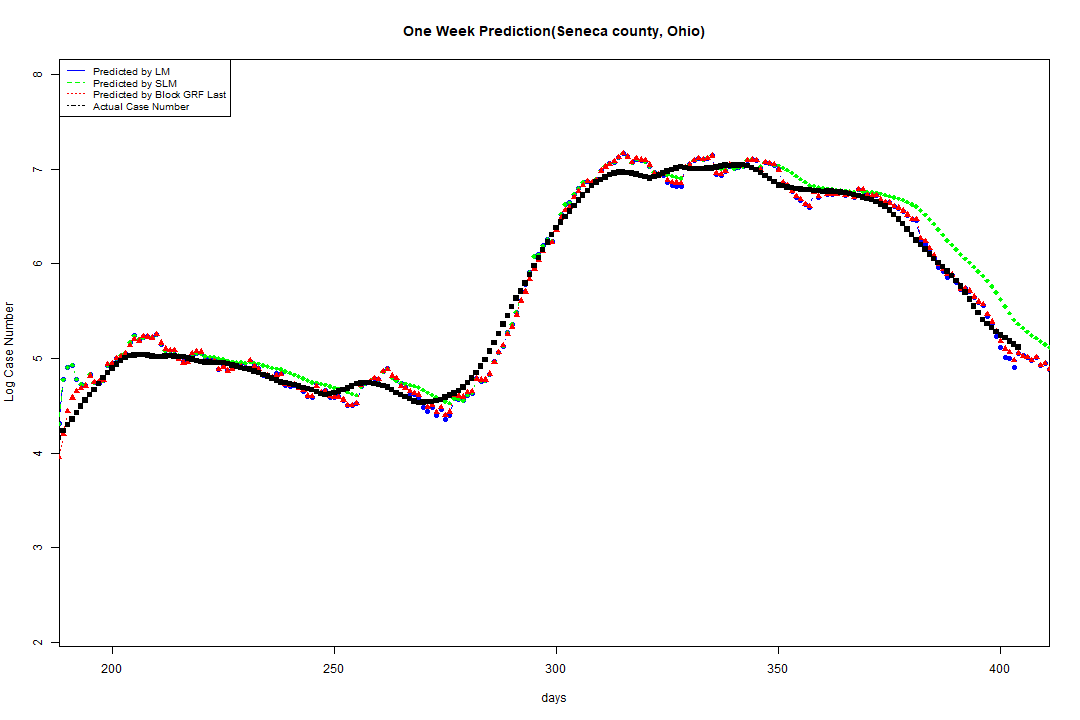 One Week Prediction(Seneca county, Ohio)
Predicted by LM
Predicted by SLM
Predicted by Block GRF Last
Actual Case Number
8
7
6
5
4
3
2
Log Case Number
200 250 300 350 400
days